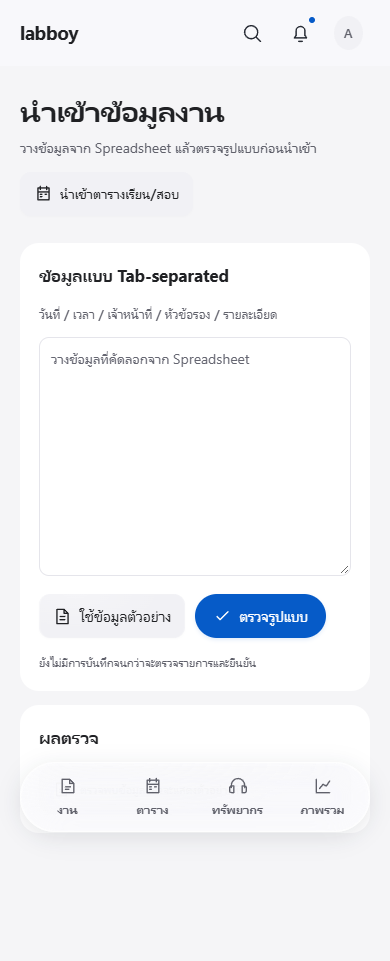 labboy
A
นำเข้าข้อมูลงาน
วางข้อมูลจาก Spreadsheet แล้วตรวจรูปแบบก่อนนำเข้า
นำเข้าตารางเรียน/สอบ
ข้อมูลแบบ Tab-separated
วันที่ / เวลา / เจ้าหน้าที่ / หัวข้อรอง / รายละเอียด
วางข้อมูลที่คัดลอกจาก Spreadsheet
ใช้ข้อมูลตัวอย่าง
ตรวจรูปแบบ
ยังไม่มีการบันทึกจนกว่าจะตรวจรายการและยืนยัน
ผลตรวจ
งาน
ตาราง
ทรัพยากร
ภาพรวม